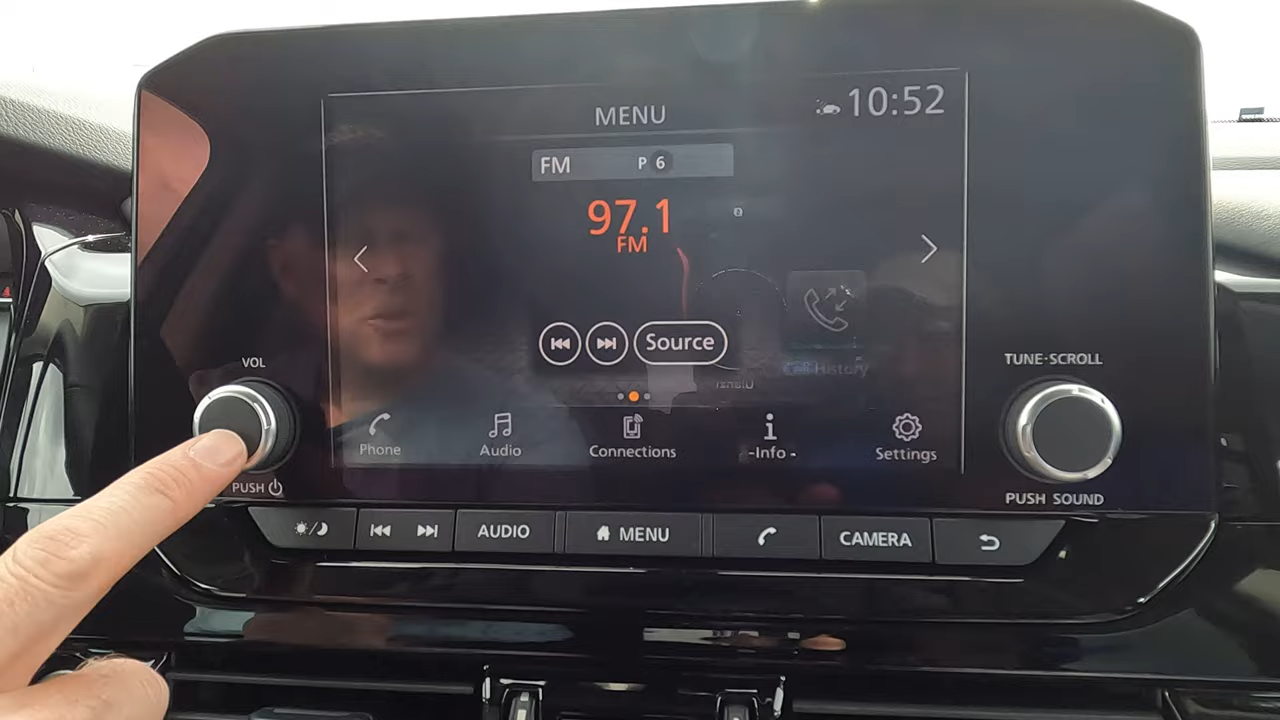 MENU
10:52
FM P 6
97.1
FM
Source
History
VOL
PUSH
TUNE·SCROLL
PUSH SOUND
Phone
Audio
Connections
-Info-
Settings
AUDIO
MENU
CAMERA